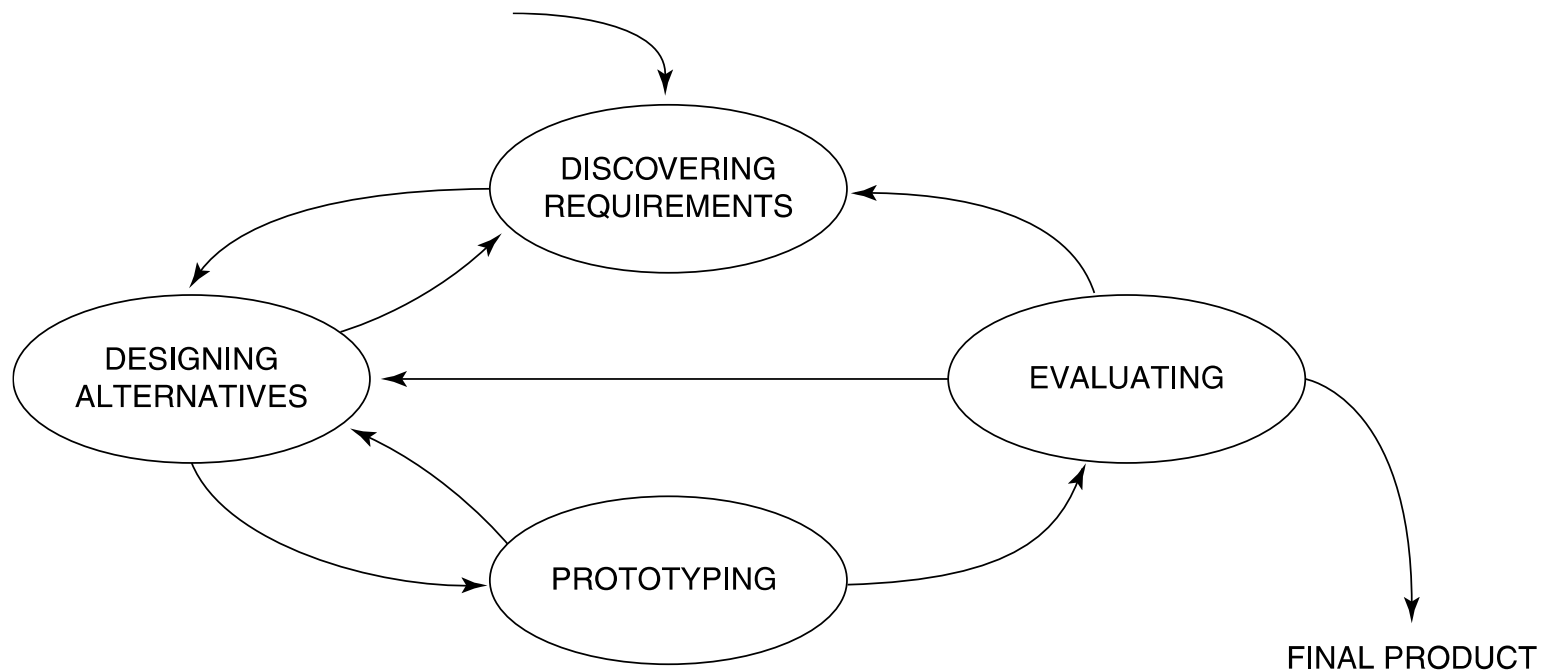 DISCOVERING
REQUIREMENTS
DESIGNING
ALTERNATIVES
EVALUATING
PROTOTYPING
FINAL PRODUCT